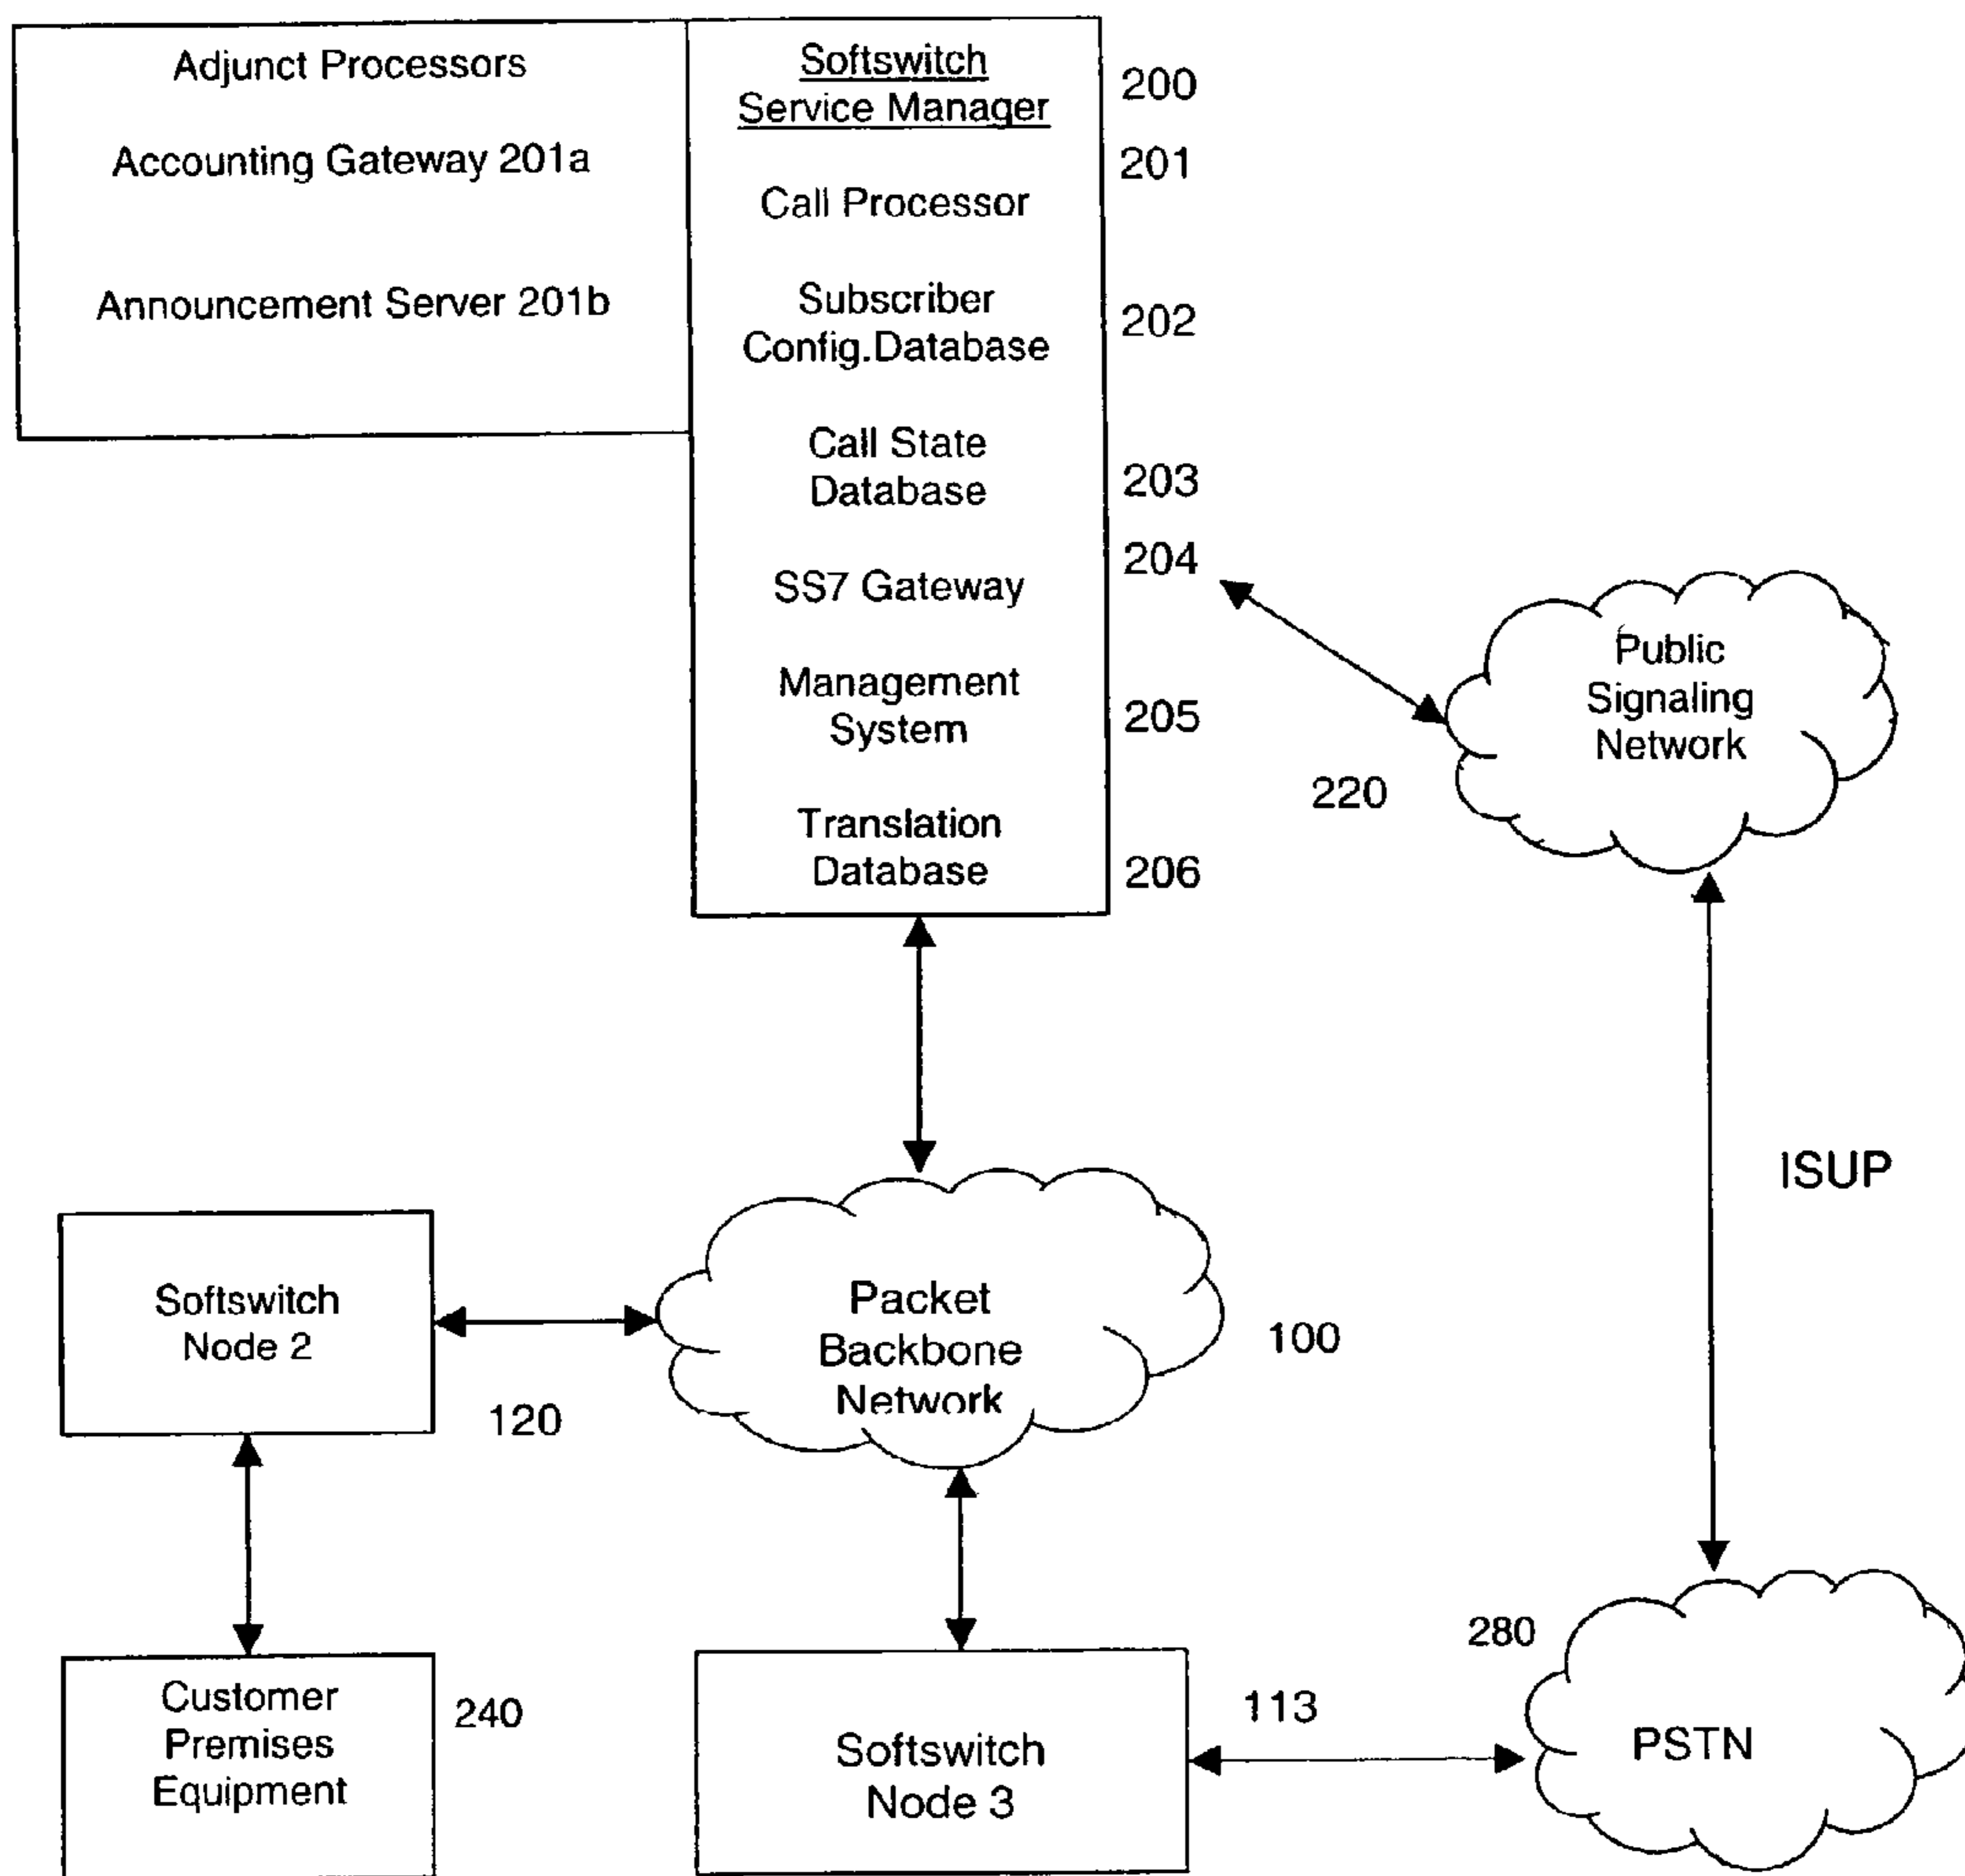 Adjunct Processors
Accounting Gateway 201a
Announcement Server 201b
Softswitch
Service Manager
200
201
Call Processor
Subscriber
Config.Database
202
Call State
Database
203
204
SS7 Gateway
Management
System
205
Translation
Database
206
Public
Signaling
Network
220
ISUP
Softswitch
Node 2
120
Packet
Backbone
Network
100
Customer
Premises
Equipment
240
Softswitch
Node 3
113
280
PSTN